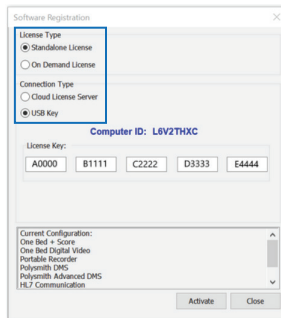 Software Registration
License Type
Standalone License
On Demand License
Connection Type
Cloud License Server
USB Key
Computer ID: L6V2THXC
License Key:
A0000 B1111 C2222 D3333 E4444
Current Configuration:
One Bed + Score
One Bed Digital Video
Portable Recorder
Polysmith DMS
Polysmith Advanced DMS
HL7 Communication
Activate Close